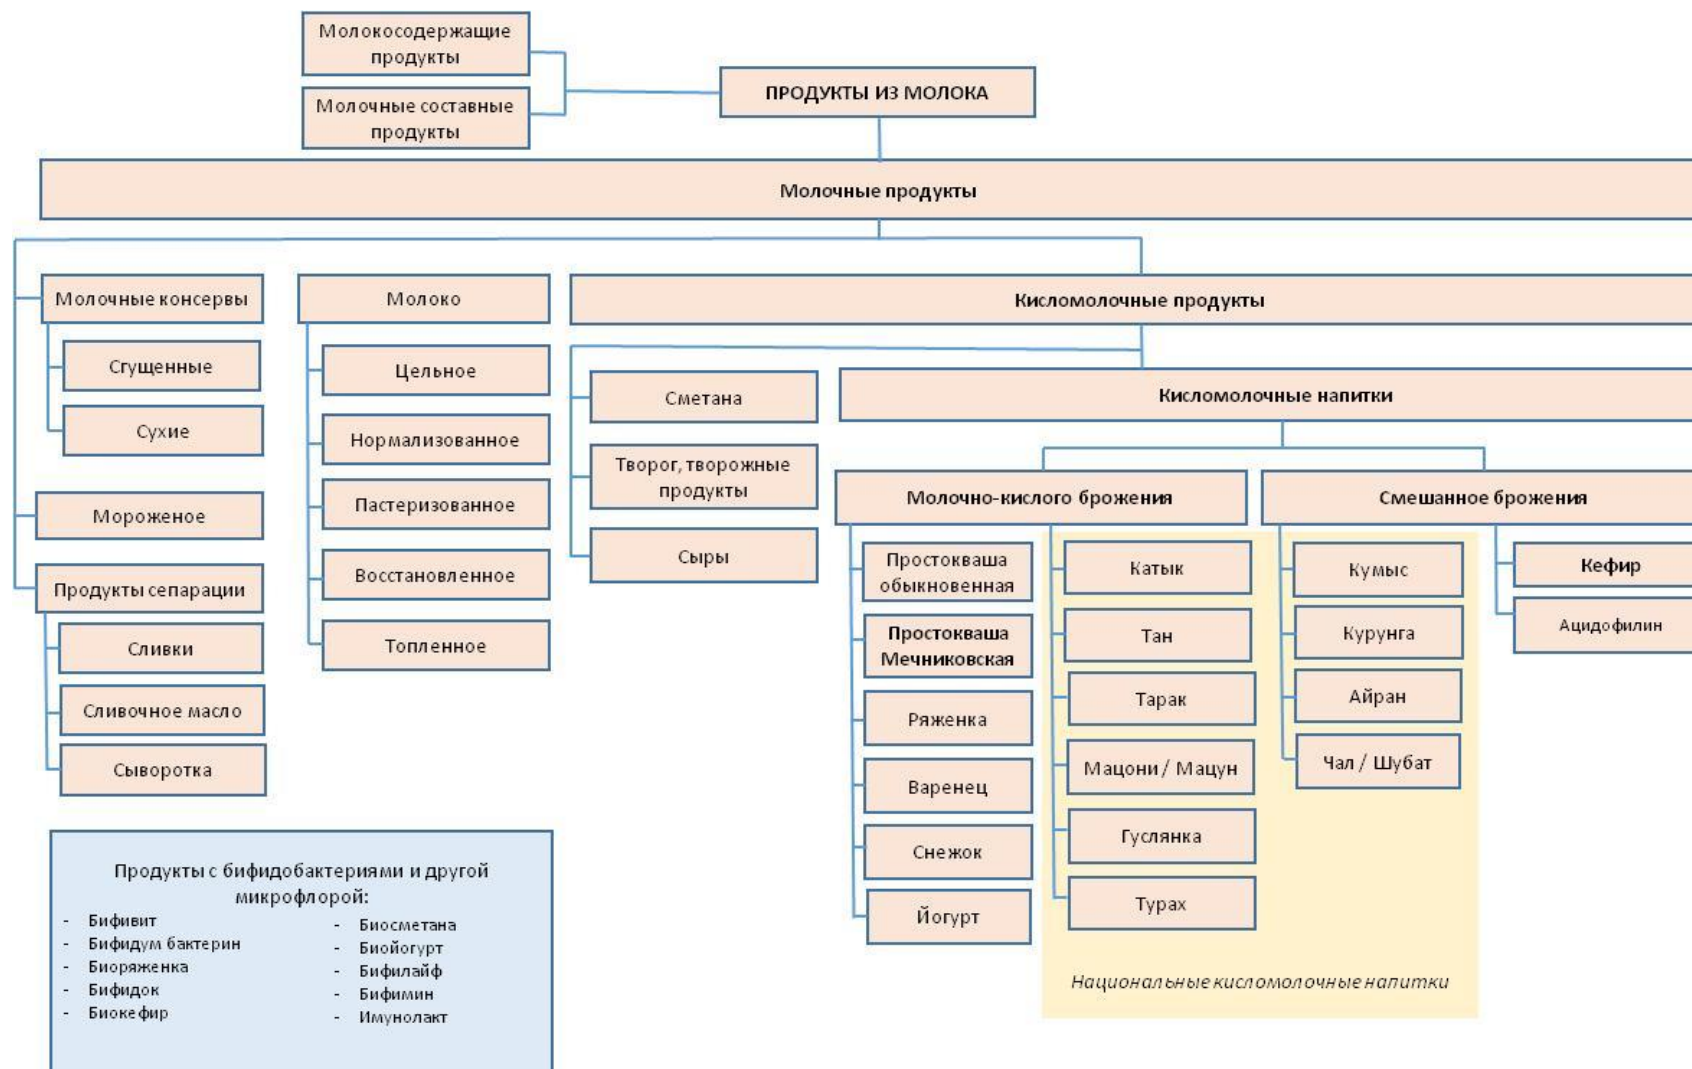 Молокосодержащие
продукты
Молочные составные
продукты
ПРОДУКТЫ ИЗ МОЛОКА
Молочные продукты
Молочные консервы
Сгущенные
Сухие
Мороженое
Продукты сепарации
Сливки
Сливочное масло
Сыворотка
Молоко
Цельное
Нормализованное
Пастеризованное
Восстановленное
Топленное
Кисломолочные продукты
Сметана
Творог, творожные
продукты
Сыры
Кисломолочные напитки
Молочно-кислого брожения
Простокваша
обыкновенная
Простокваша
Мечниковская
Ряженка
Варенец
Снежок
Йогурт
Катык
Тан
Тарак
Мацони / Мацун
Гуслянка
Турах
Смешанное брожения
Кумыс
Курунга
Айран
Чал / Шубат
Кефир
Ацидофилин
Национальные кисломолочные напитки
Продукты с бифидобактериями и другой
микрофлорой:
- Бифивит
- Бифидум бактерин
- Биоряженка
- Бифидок
- Биокефир
- Биосметана
- Биойогурт
- Бифилайф
- Бифимин
- Имунолакт